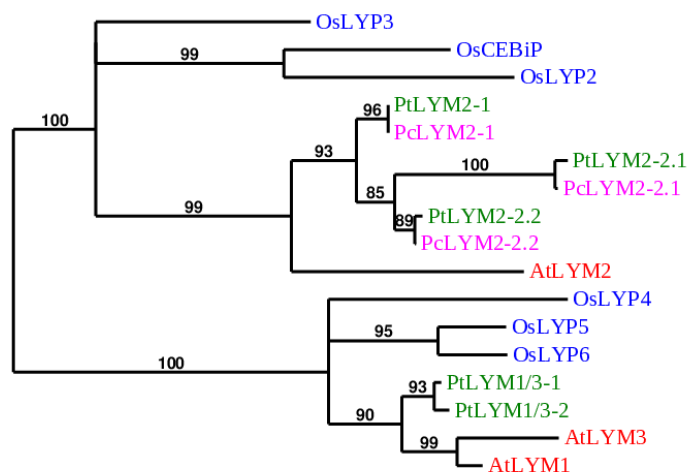 OsLYP3
99
OsCEBiP
OsLYP2
96
PtLYM2-1
PcLYM2-1
100
93
100
PtLYM2-2.1
PcLYM2-2.1
85
99
89
PtLYM2-2.2
PcLYM2-2.2
AtLYM2
OsLYP4
95
OsLYP5
OsLYP6
100
93
PtLYM1/3-1
PtLYM1/3-2
90
99
AtLYM3
AtLYM1